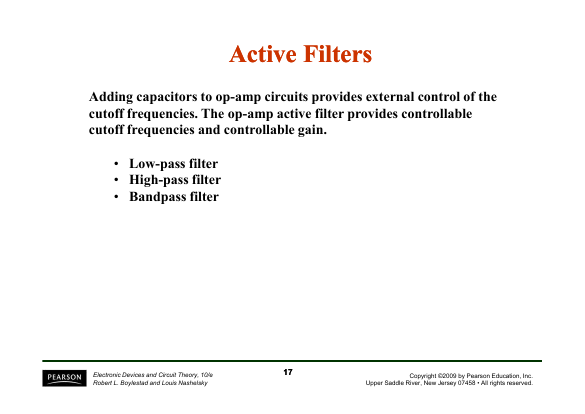 Active Filters
Adding capacitors to op-amp circuits provides external control of the
cutoff frequencies. The op-amp active filter provides controllable
cutoff frequencies and controllable gain.
• Low-pass filter
• High-pass filter
• Bandpass filter
PEARSON
Electronic Devices and Circuit Theory, 10/e
Robert L. Boylestad and Louis Nashelsky
17
Copyright ©2009 by Pearson Education, Inc.
Upper Saddle River, New Jersey 07458 • All rights reserved.